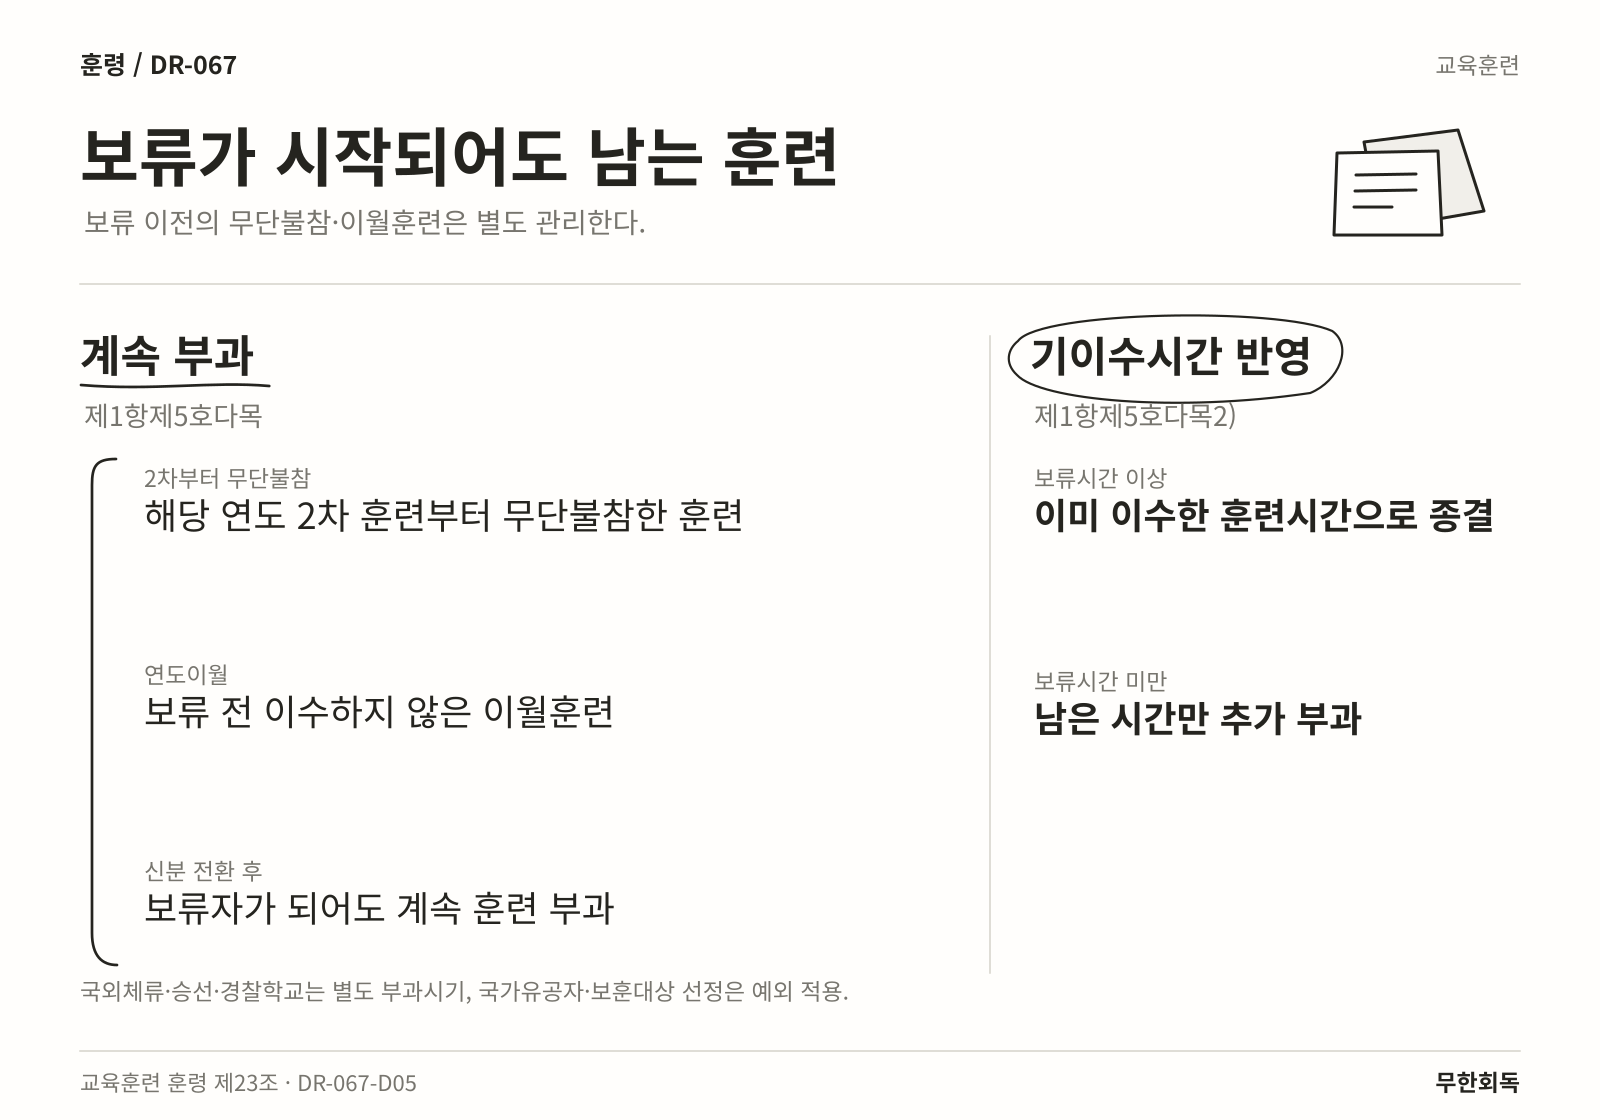 훈령 / DR-067
교육훈련
보류가 시작되어도 남는 훈련
보류 이전의 무단불참·이월훈련은 별도 관리한다.
계속 부과
제1항제5호다목
2차부터 무단불참
해당 연도 2차 훈련부터 무단불참한 훈련
연도이월
보류 전 이수하지 않은 이월훈련
신분 전환 후
보류자가 되어도 계속 훈련 부과
기이수시간 반영
제1항제5호다목2)
보류시간 이상
이미 이수한 훈련시간으로 종결
보류시간 미만
남은 시간만 추가 부과
국외체류·승선·경찰학교는 별도 부과시기, 국가유공자·보훈대상 선정은 예외 적용.
교육훈련 훈령 제23조 · DR-067-D05
무한회독